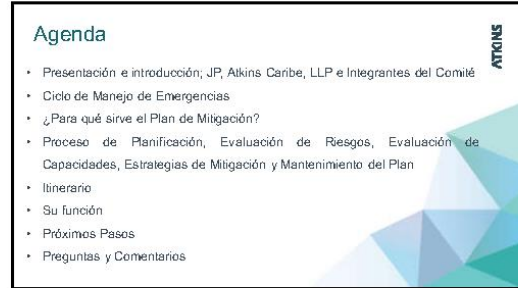 Agenda
ATKINS
• Presentación e introducción; JP, Atkins Caribe, LLP e Integrantes del Comité
• Ciclo de Manejo de Emergencias
• ¿Para qué sirve el Plan de Mitigación?
• Proceso de Planificación, Evaluación de Riesgos, Evaluación de
Capacidades, Estrategias de Mitigación y Mantenimiento del Plan
• Itinerario
• Su función
• Próximos Pasos
• Preguntas y Comentarios